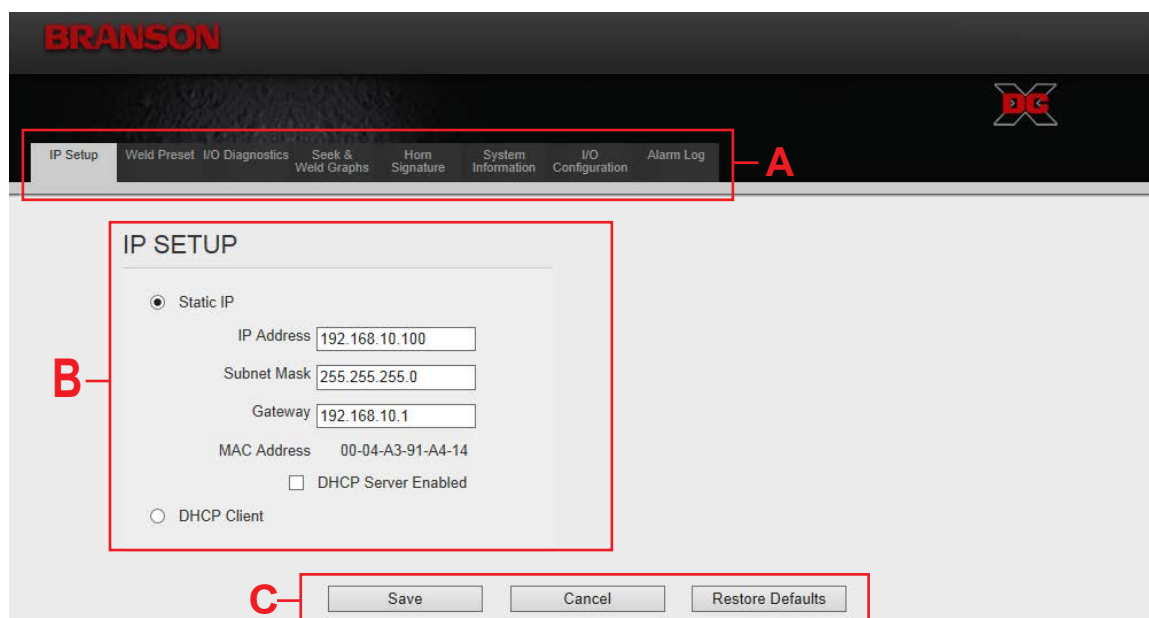 BRANSON
DCX
IP Setup Weld Preset I/O Diagnostics Seek & Weld Graphs Horn Signature System Information I/O Configuration Alarm Log
A
IP SETUP
Static IP
IP Address 192.168.10.100
Subnet Mask 255.255.255.0
B
Gateway 192.168.10.1
MAC Address 00-04-A3-91-A4-14
DHCP Server Enabled
DHCP Client
C
Save Cancel Restore Defaults